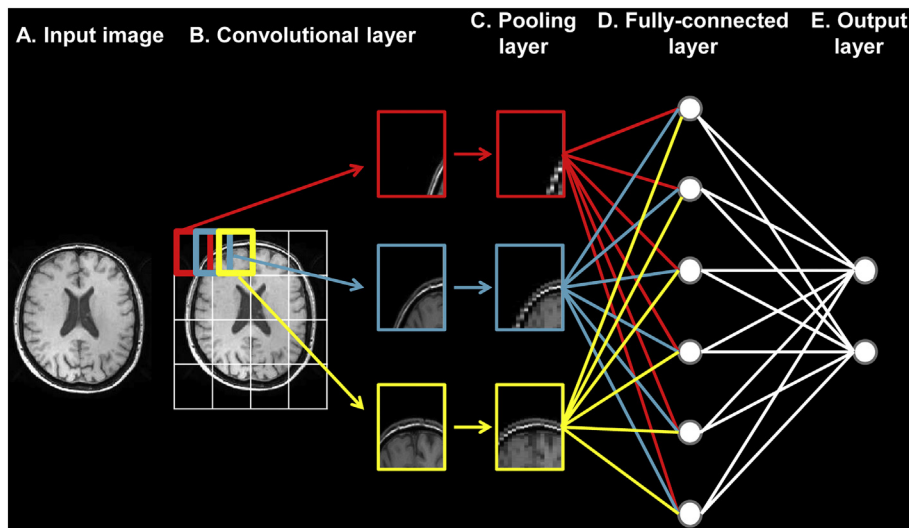 A. Input image
B. Convolutional layer
C. Pooling
layer
D. Fully-connected
layer
E. Output
layer